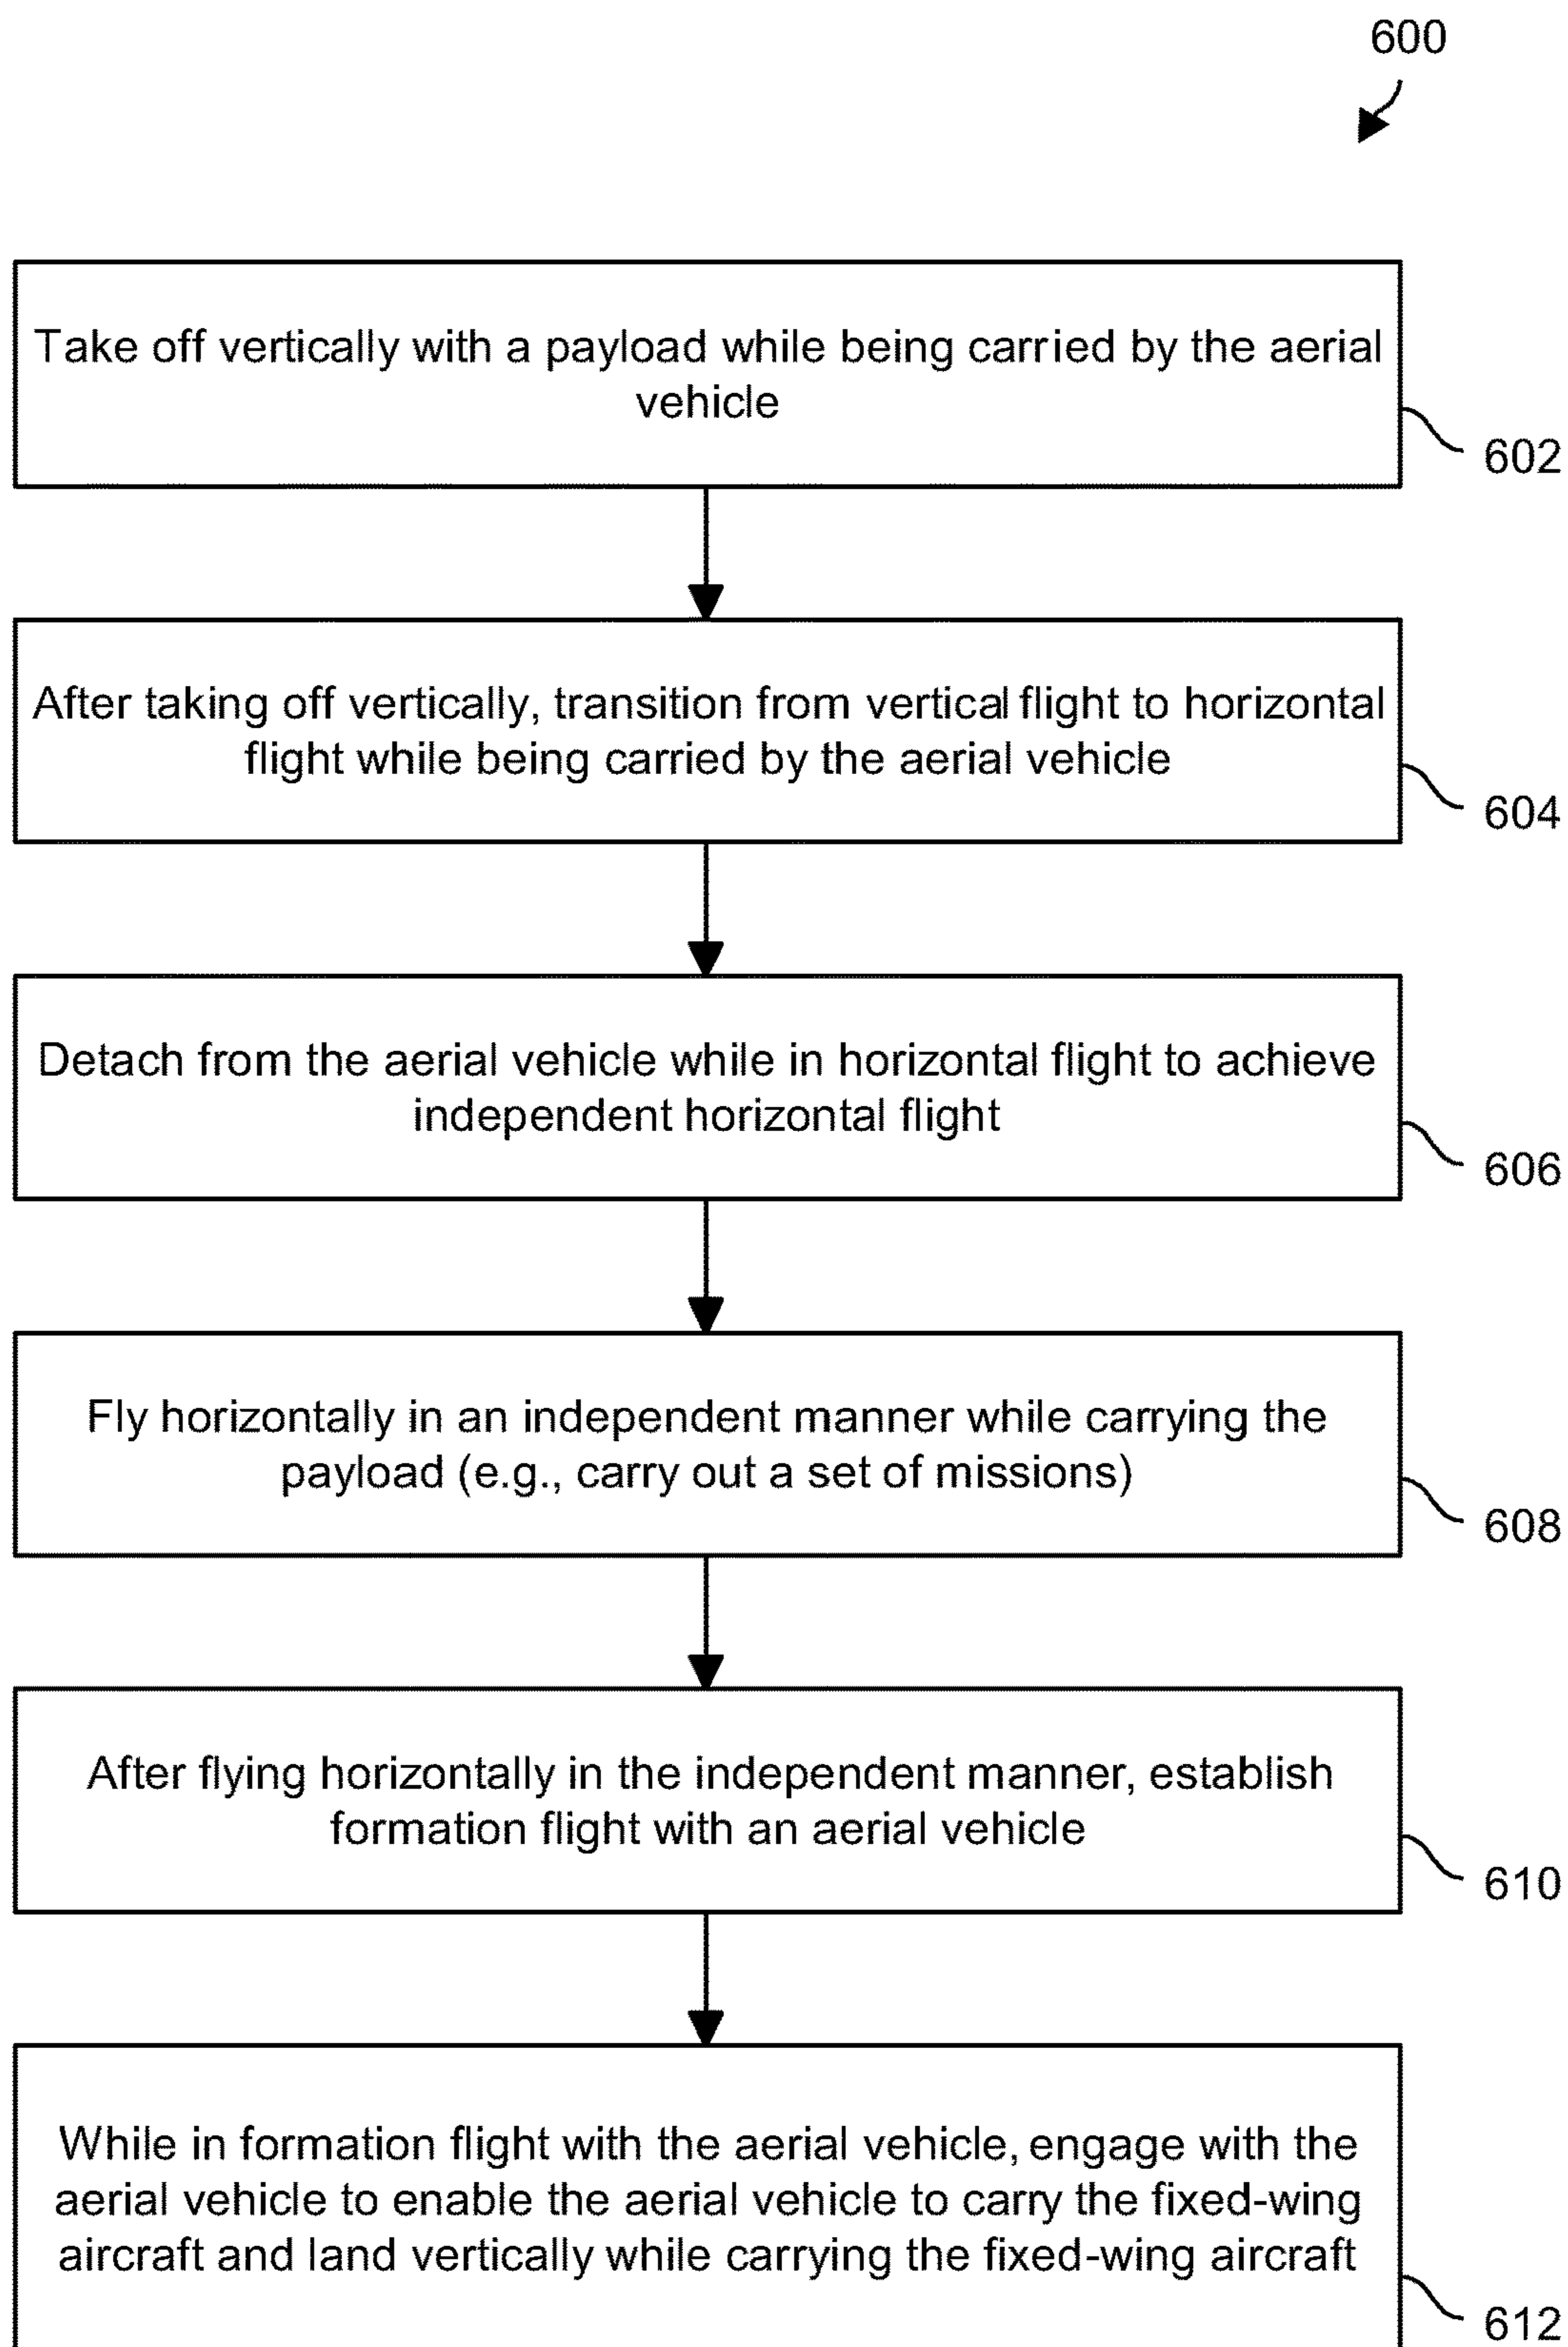 600
Take off vertically with a payload while being carried by the aerial
vehicle
602
After taking off vertically, transition from vertical flight to horizontal
flight while being carried by the aerial vehicle
604
Detach from the aerial vehicle while in horizontal flight to achieve
independent horizontal flight
606
Fly horizontally in an independent manner while carrying the
payload (e.g., carry out a set of missions)
608
After flying horizontally in the independent manner, establish
formation flight with an aerial vehicle
610
While in formation flight with the aerial vehicle, engage with the
aerial vehicle to enable the aerial vehicle to carry the fixed-wing
aircraft and land vertically while carrying the fixed-wing aircraft
612